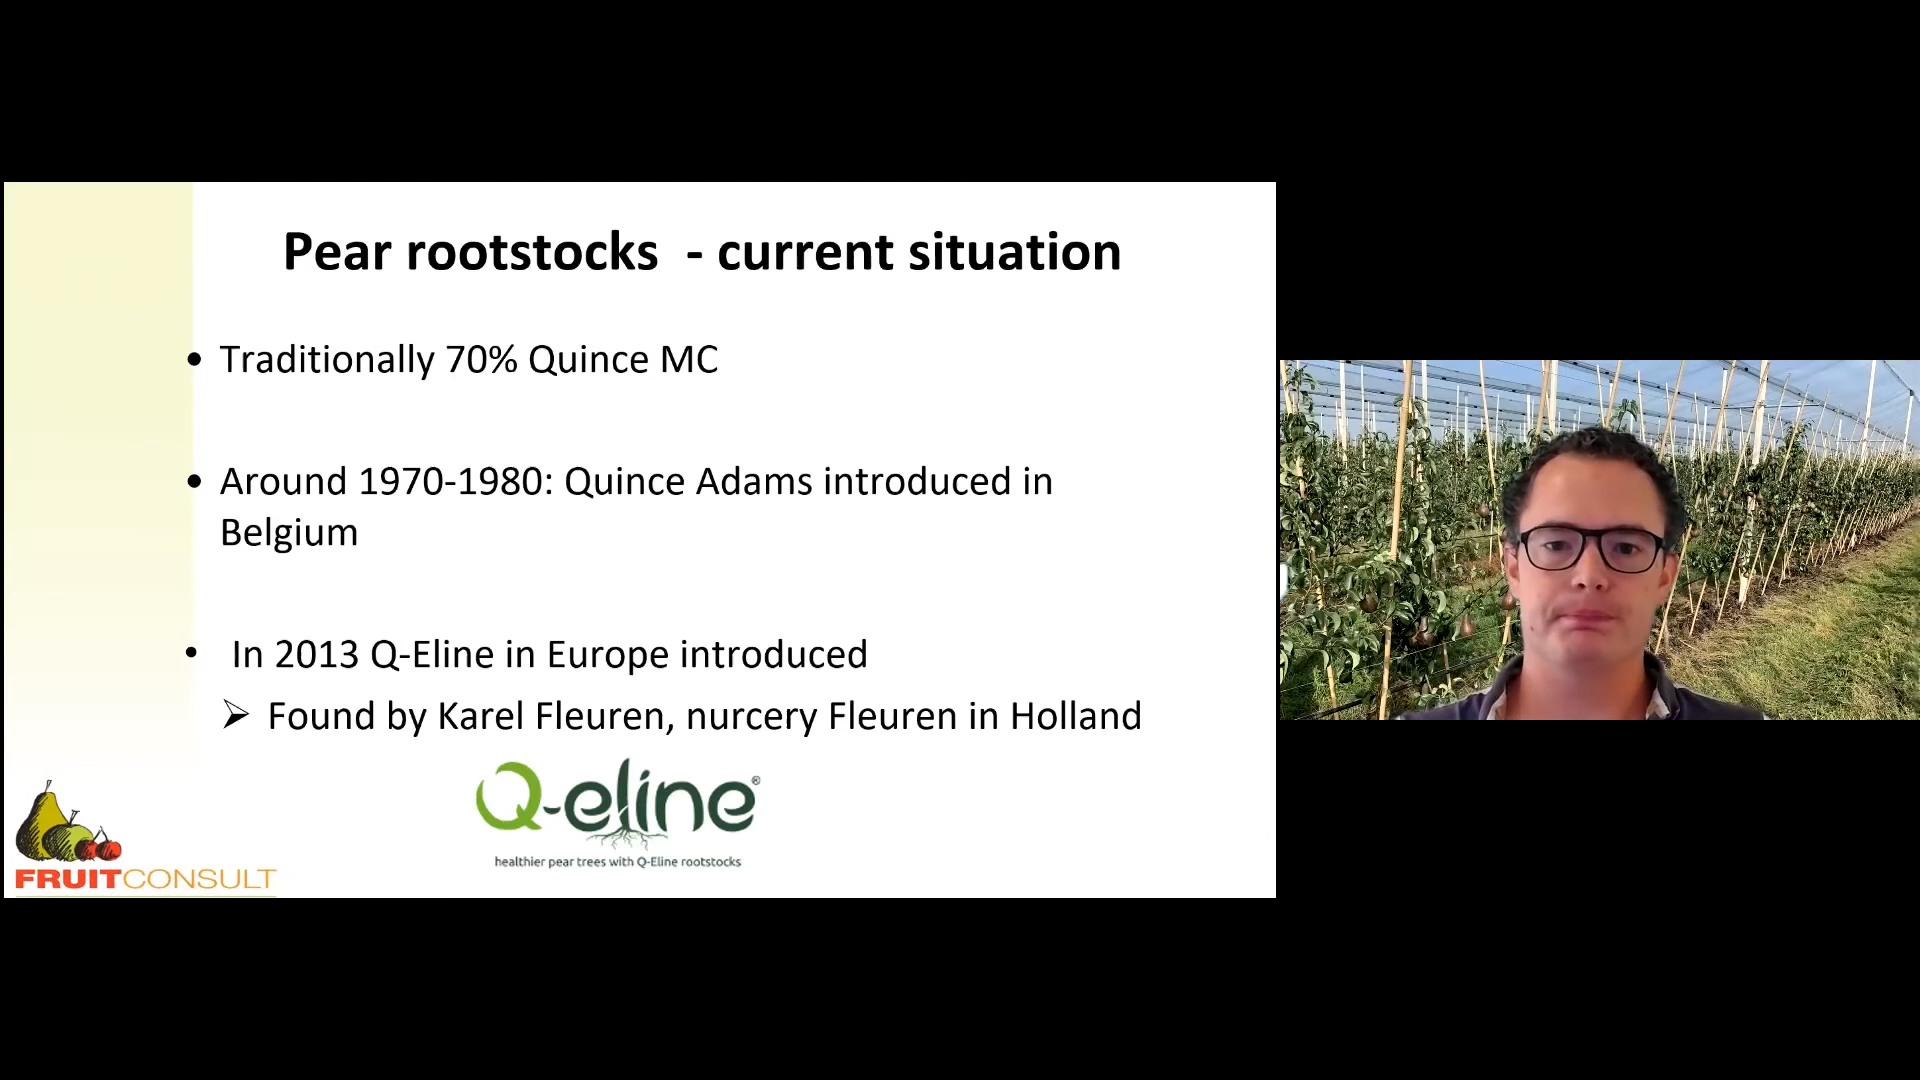 Pear rootstocks  - current situation
• Traditionally 70% Quince MC
• Around 1970-1980: Quince Adams introduced in
Belgium
• In 2013 Q-Eline in Europe introduced
➢ Found by Karel Fleuren, nurcery Fleuren in Holland
Q-eline®
healthier pear trees with Q-Eline rootstocks
FRUITCONSULT